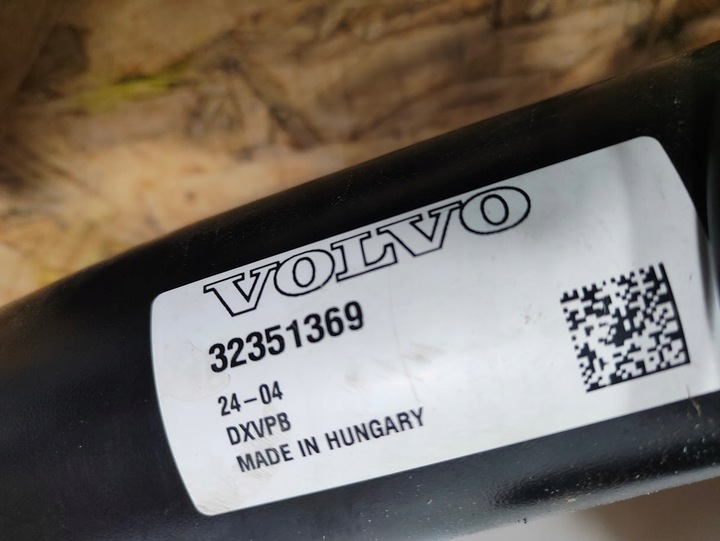 VOLVO
32351369
24-04
DXVPB
MADE IN HUNGARY